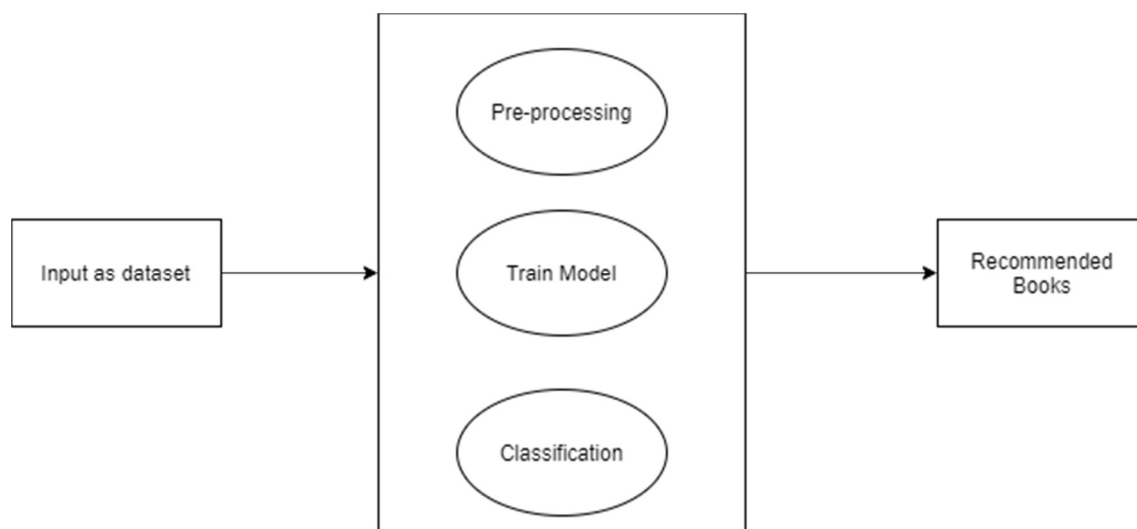 Pre-processing
Input as dataset
Train Model
Recommended
Books
Classification